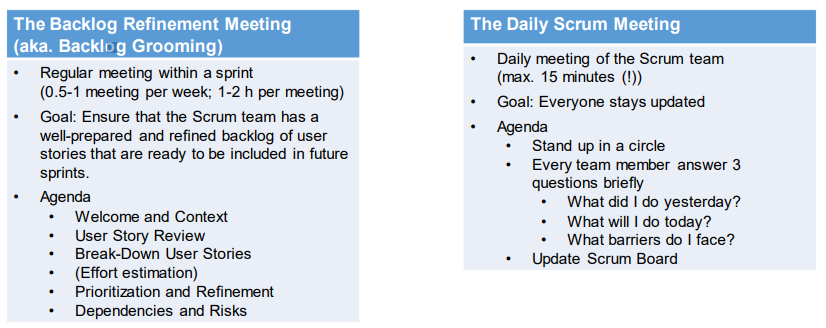 The Backlog Refinement Meeting
(aka. Backlog Grooming)
• Regular meeting within a sprint
(0.5-1 meeting per week; 1-2 h per meeting)
• Goal: Ensure that the Scrum team has a
well-prepared and refined backlog of user
stories that are ready to be included in future
sprints.
• Agenda
• Welcome and Context
• User Story Review
• Break-Down User Stories
• (Effort estimation)
• Prioritization and Refinement
• Dependencies and Risks
The Daily Scrum Meeting
• Daily meeting of the Scrum team
(max. 15 minutes (!))
• Goal: Everyone stays updated
• Agenda
• Stand up in a circle
• Every team member answer 3
questions briefly
• What did I do yesterday?
• What will I do today?
• What barriers do I face?
• Update Scrum Board